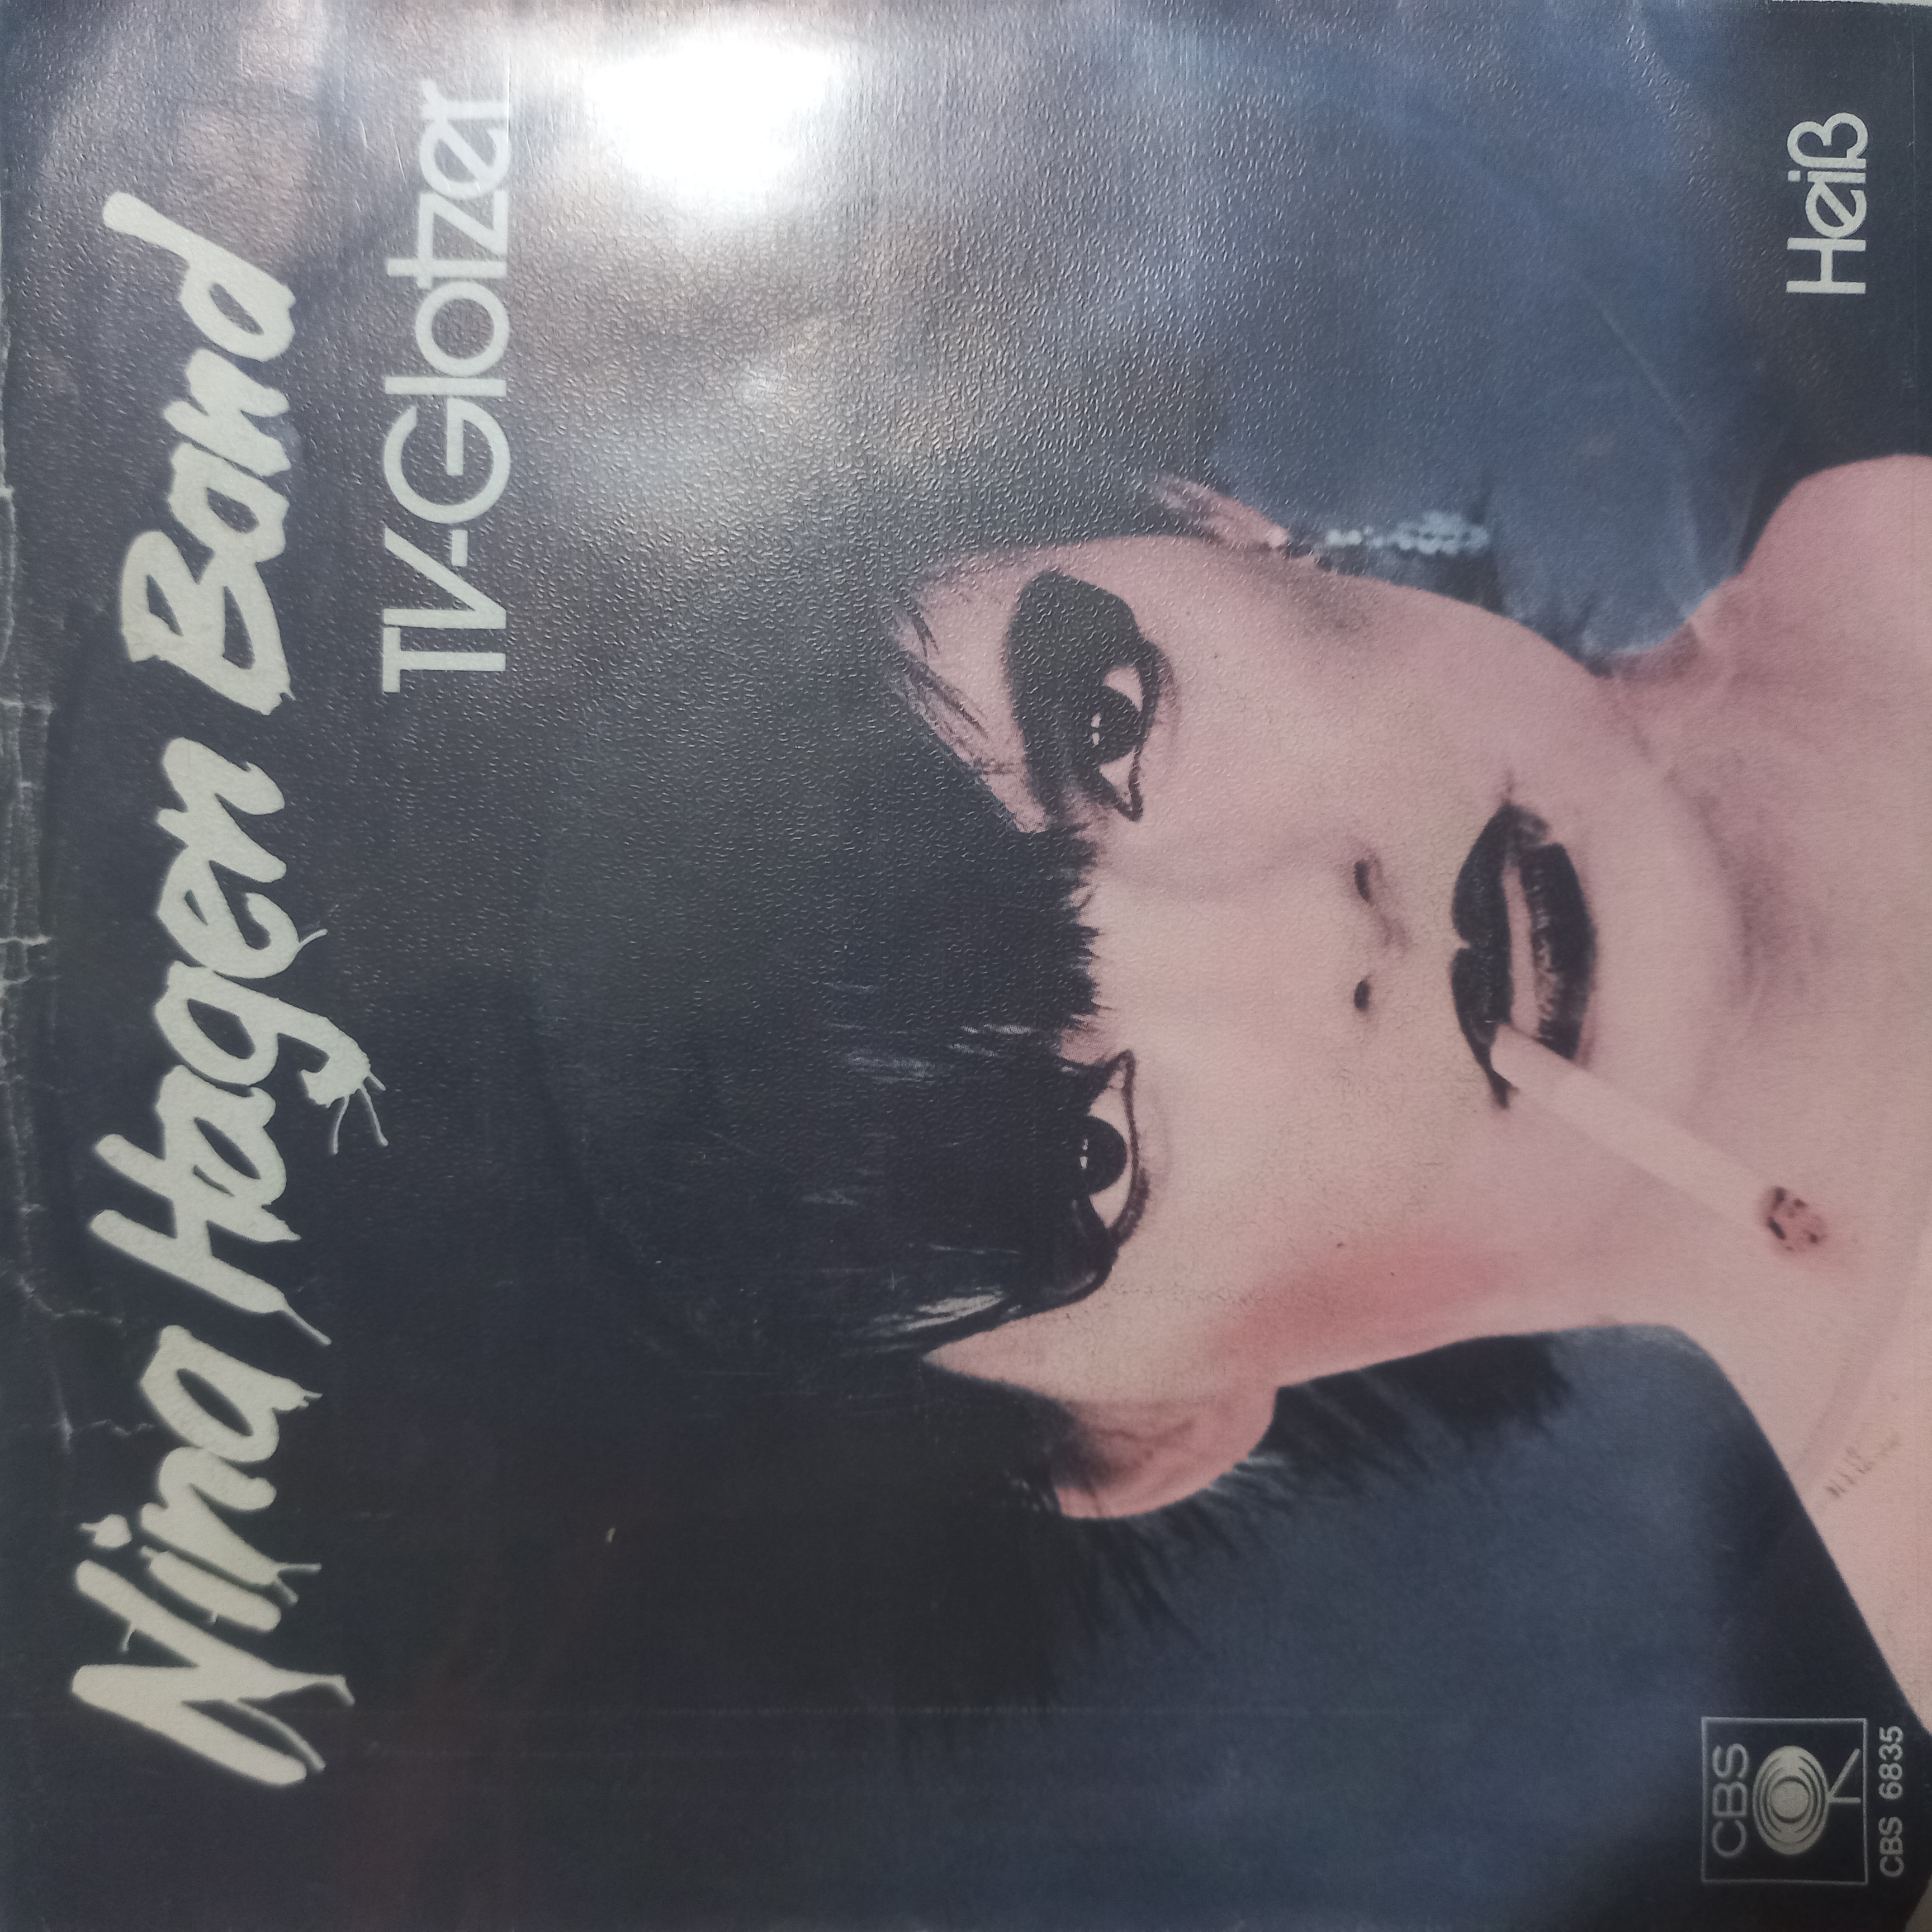 Nina Hagen Band
TV-Glotzer
Heiß
CBS
CBS 6835